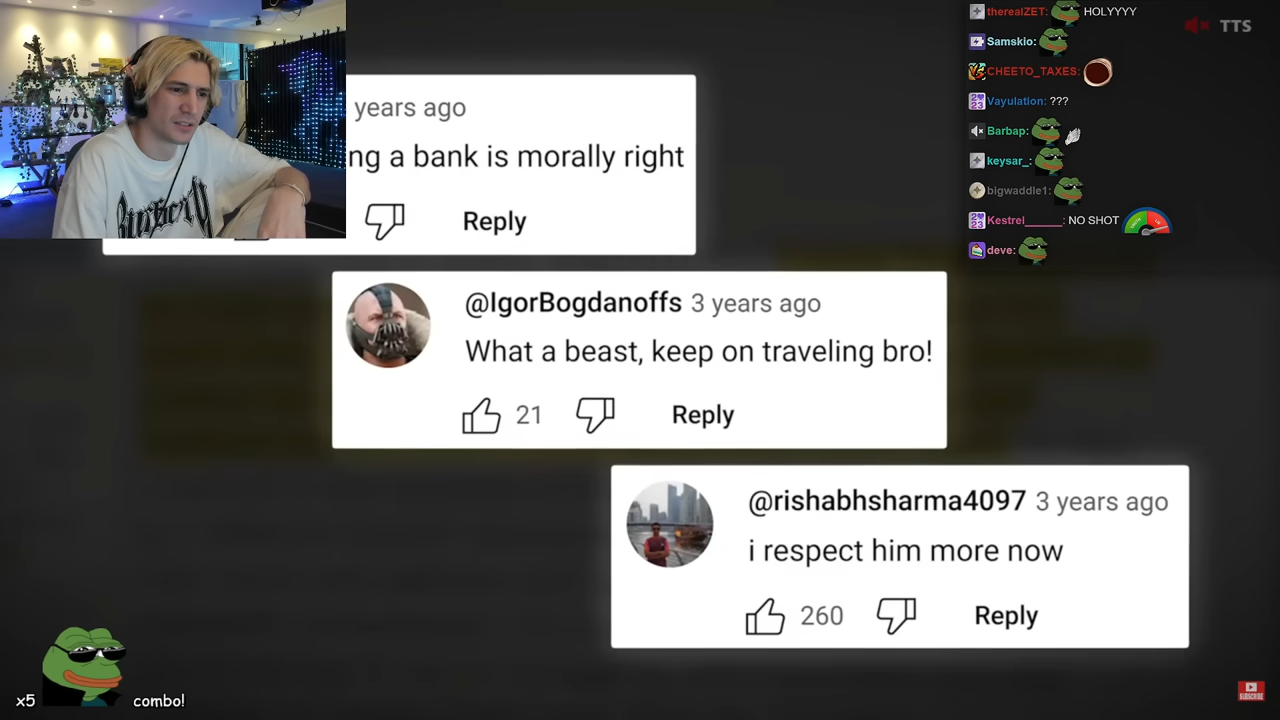 years ago
ng a bank is morally right
Reply
@IgorBogdanoffs 3 years ago
What a beast, keep on traveling bro!
21 Reply
@rishabhsharma4097 3 years ago
i respect him more now
260 Reply
therealZET: HOLYYYY
Samskio:
CHEETO_TAXES:
Vayulation: ???
Barbap:
keysar_:
bigwaddle1:
Kestrel______: NO SHOT
deve:
TTS
x5 combo!
SUBSCRIBE